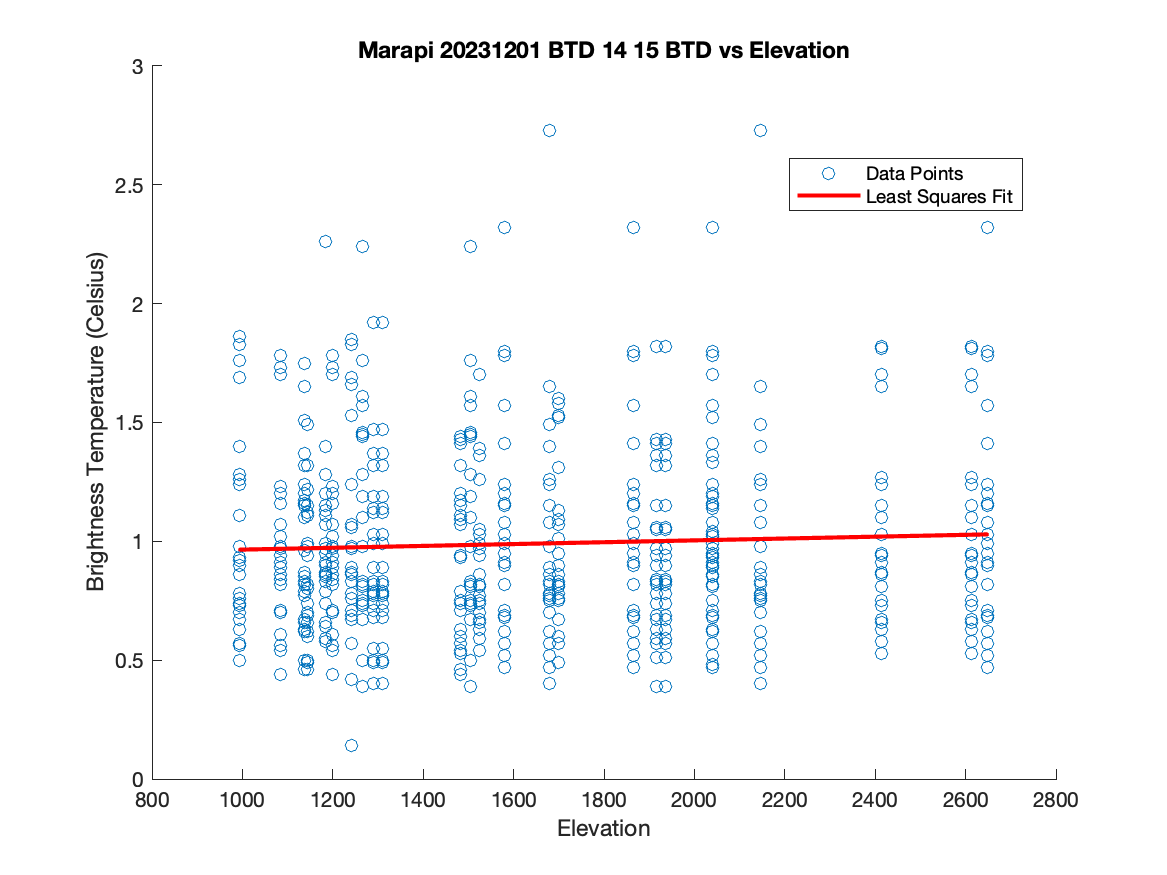 Marapi 20231201 BTD 14 15 BTD vs Elevation
3
2.5
2
1.5
1
0.5
0
Brightness Temperature (Celsius)
Data Points
Least Squares Fit
800 1000 1200 1400 1600 1800 2000 2200 2400 2600 2800
Elevation